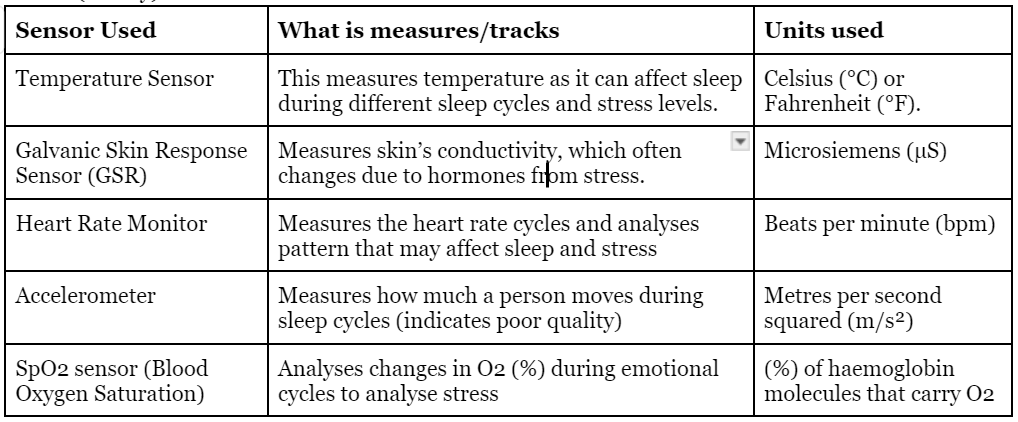 Sensor Used
What is measures/tracks
Units used
Temperature Sensor
This measures temperature as it can affect sleep
during different sleep cycles and stress levels.
Celsius (°C) or
Fahrenheit (°F).
Galvanic Skin Response
Sensor (GSR)
Measures skin's conductivity, which often
changes due to hormones from stress.
Microsiemens (μS)
Heart Rate Monitor
Measures the heart rate cycles and analyses
pattern that may affect sleep and stress
Beats per minute (bpm)
Accelerometer
Measures how much a person moves during
sleep cycles (indicates poor quality)
Metres per second
squared (m/s²)
SpO2 sensor (Blood
Oxygen Saturation)
Analyses changes in O2 (%) during emotional
cycles to analyse stress
(%) of haemoglobin
molecules that carry O2